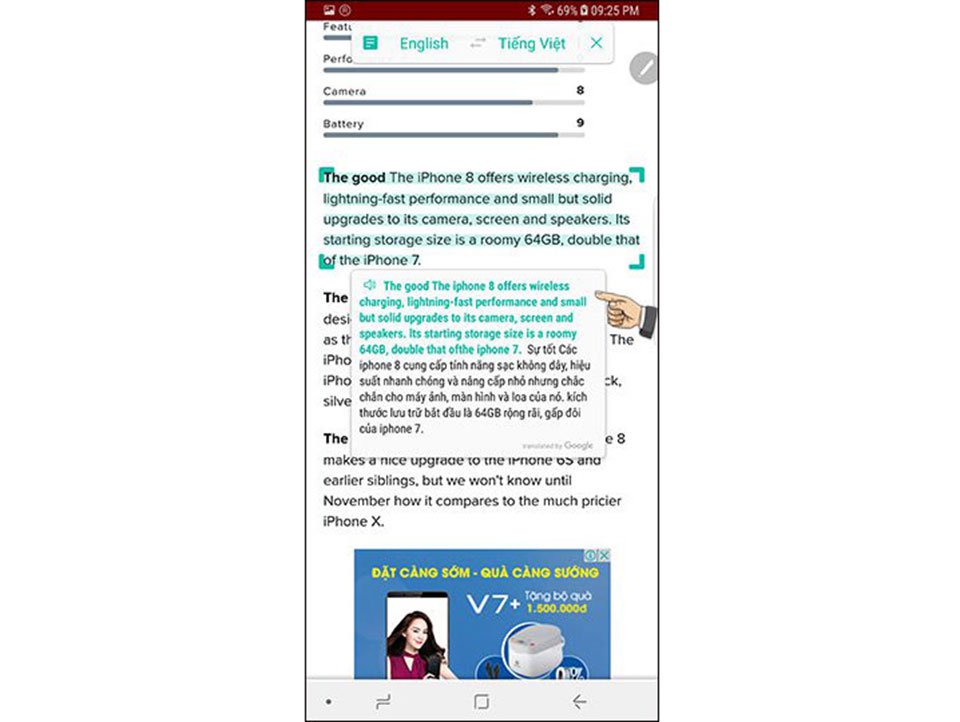 69% 09:25 PM
Featu
English Tiếng Việt
Perfo
Camera 8
Battery 9
The good The iPhone 8 offers wireless charging,
lightning-fast performance and small but solid
upgrades to its camera, screen and speakers. Its
starting storage size is a roomy 64GB, double that
of the iPhone 7.
The good The iphone 8 offers wireless
charging, lightning-fast performance and small
but solid upgrades to its camera, screen and
speakers. Its starting storage size is a roomy
64GB, double that ofthe iphone 7. Sự tốt Các
iphone 8 cung cấp tính năng sạc không dây, hiệu
suất nhanh chóng và nâng cấp nhỏ nhưng chắc
chắn cho máy ảnh, màn hình và loa của nó. kích
thước lưu trữ bắt đầu là 64GB rộng rãi, gấp đôi
của iphone 7.
translated by Google
The
desi
as th The
iPho
iPho ck,
silve
The e 8
makes a nice upgrade to the iPhone 6S and
earlier siblings, but we won't know until
November how it compares to the much pricier
iPhone X.
ĐẶT CÀNG SỚM - QUÀ CÀNG SƯỚNG
V7+ Tặng bộ quà
1.500.000đ